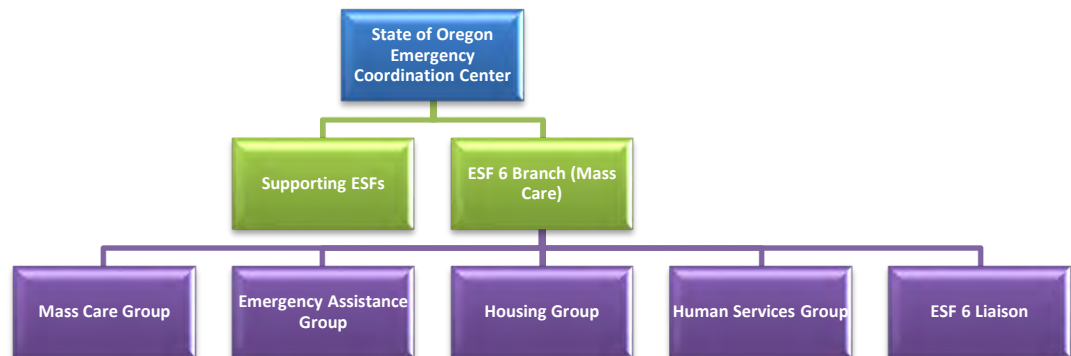 State of Oregon
Emergency
Coordination Center
Supporting ESFs
ESF 6 Branch (Mass
Care)
Mass Care Group
Emergency Assistance
Group
Housing Group
Human Services Group
ESF 6 Liaison